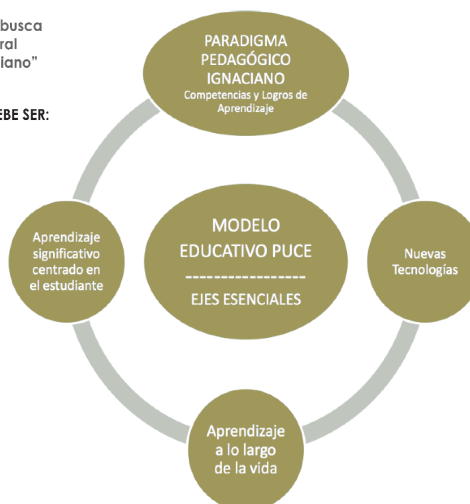 busca
ral
iano"
EBE SER:
PARADIGMA
PEDAGÓGICO
IGNACIANO
Competencias y Logros de
Aprendizaje
Aprendizaje
significativo
centrado en
el estudiante
MODELO
EDUCATIVO PUCE
-----------------
EJES ESENCIALES
Nuevas
Tecnologías
Aprendizaje
a lo largo
de la vida